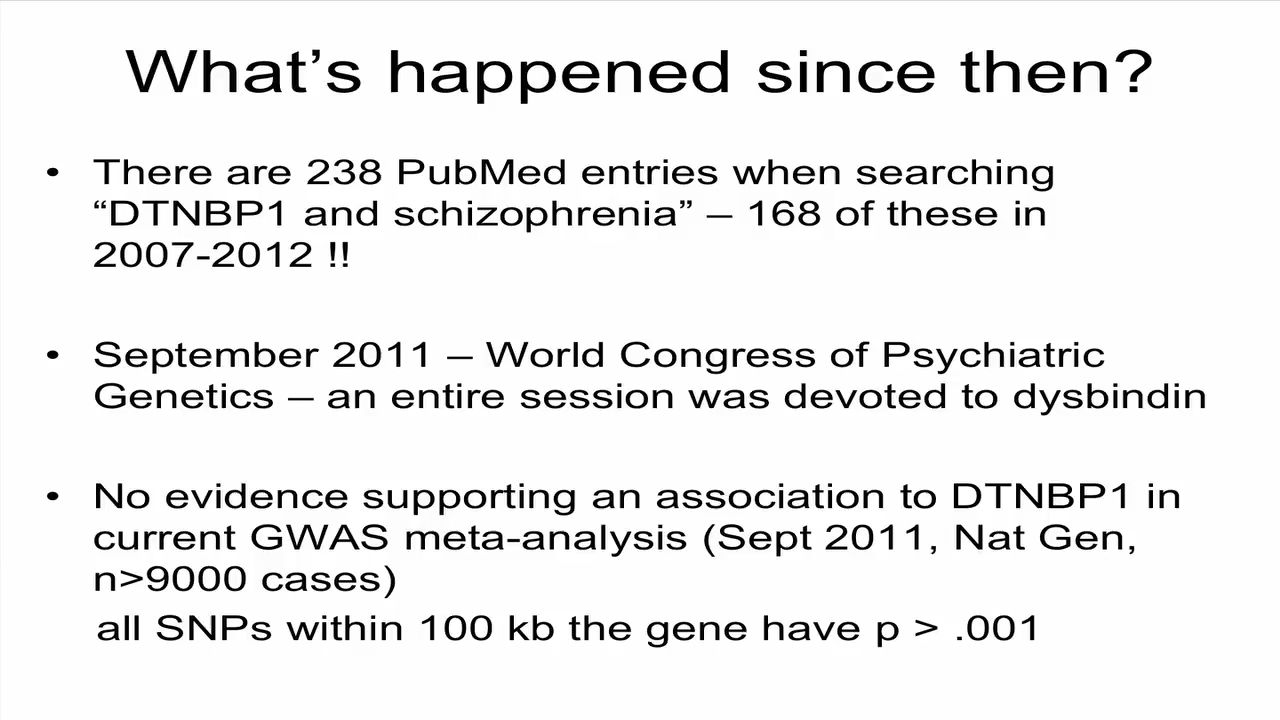 What’s happened since then?
• There are 238 PubMed entries when searching
“DTNBP1 and schizophrenia” – 168 of these in
2007-2012 !!
• September 2011 – World Congress of Psychiatric
Genetics – an entire session was devoted to dysbindin
• No evidence supporting an association to DTNBP1 in
current GWAS meta-analysis (Sept 2011, Nat Gen,
n>9000 cases)
all SNPs within 100 kb the gene have p > .001